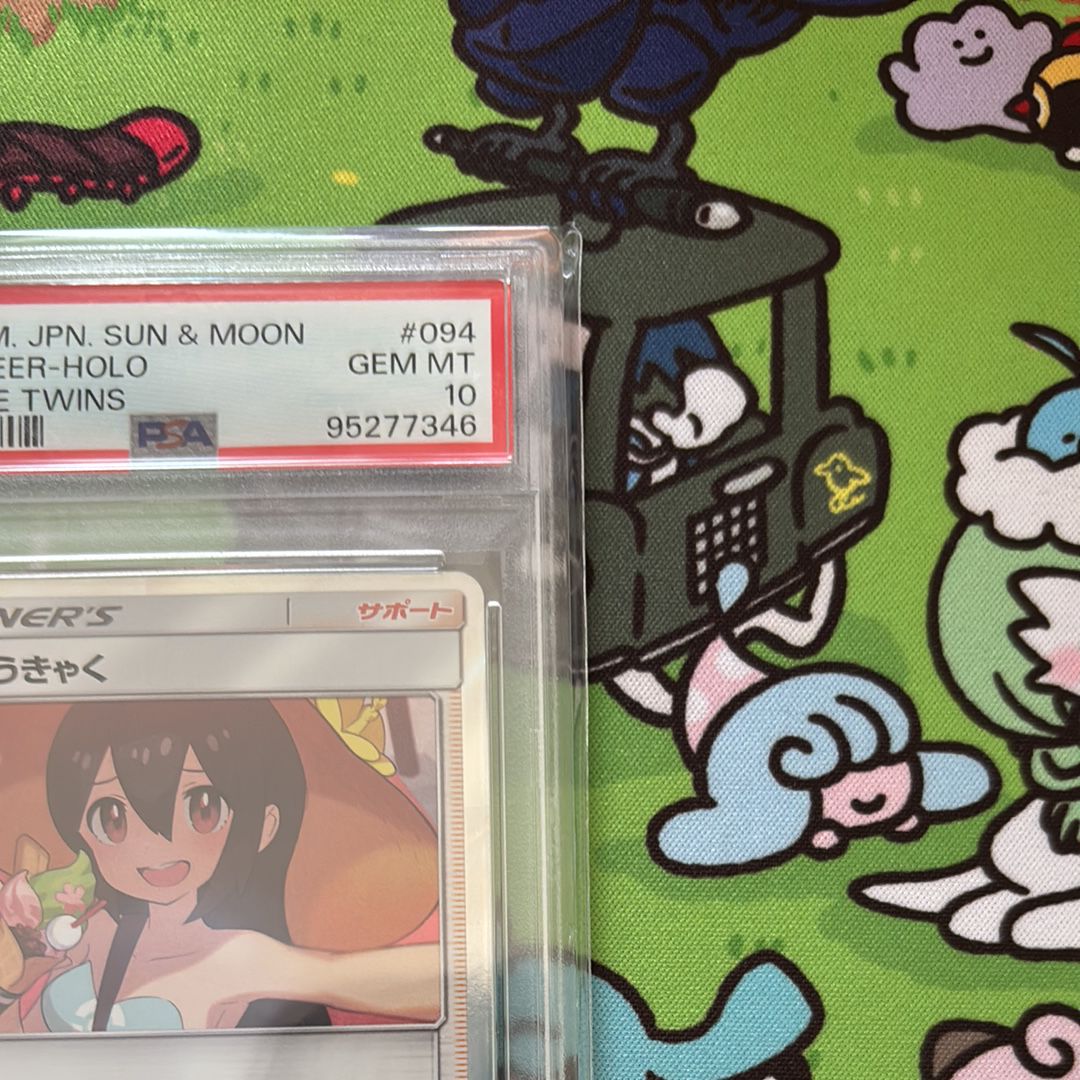 M. JPN. SUN & MOON #094
EER-HOLO GEM MT
E TWINS 10
PSA 95277346
NER'S サポート
うきゃく